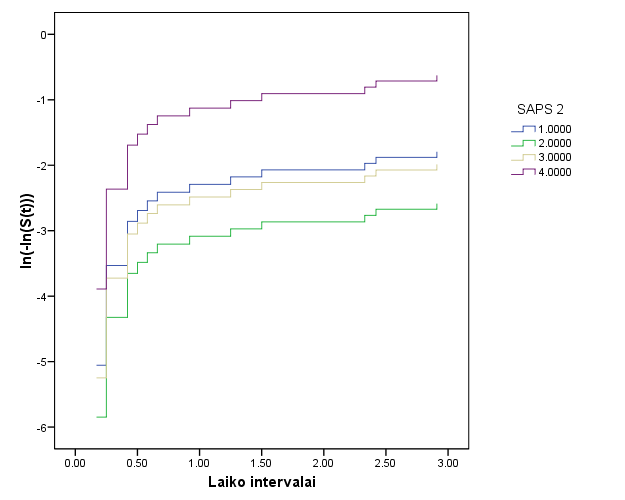 0
-1
-2
-3
-4
-5
-6
ln(-ln(S(t)))
0.00 0.50 1.00 1.50 2.00 2.50 3.00
Laiko intervalai
SAPS 2
1.0000
2.0000
3.0000
4.0000